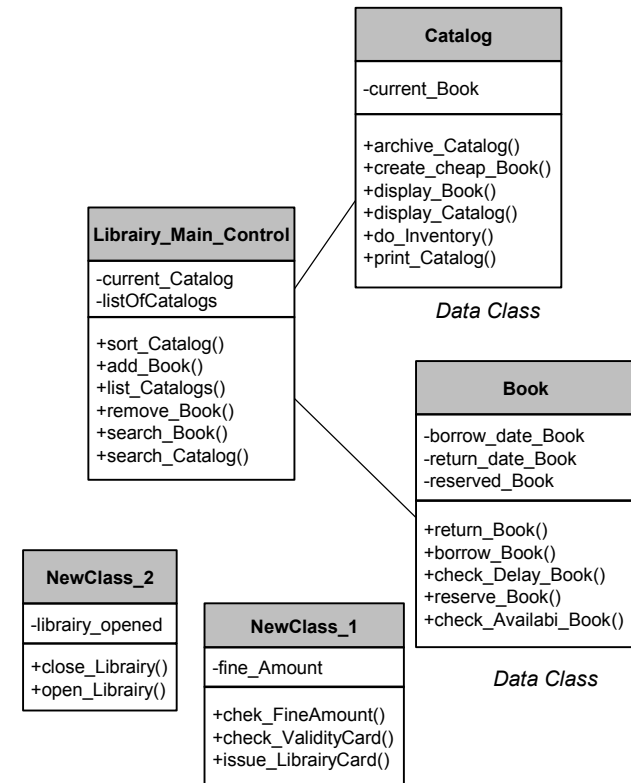 Catalog
-current_Book
+archive_Catalog()
+create_cheap_Book()
+display_Book()
+display_Catalog()
+do_Inventory()
+print_Catalog()
Data Class
Librairy_Main_Control
-current_Catalog
-listOfCatalogs
+sort_Catalog()
+add_Book()
+list_Catalogs()
+remove_Book()
+search_Book()
+search_Catalog()
Book
-borrow_date_Book
-return_date_Book
-reserved_Book
+return_Book()
+borrow_Book()
+check_Delay_Book()
+reserve_Book()
+check_Availabi_Book()
Data Class
NewClass_2
-librairy_opened
+close_Librairy()
+open_Librairy()
NewClass_1
-fine_Amount
+chek_FineAmount()
+check_ValidityCard()
+issue_LibrairyCard()